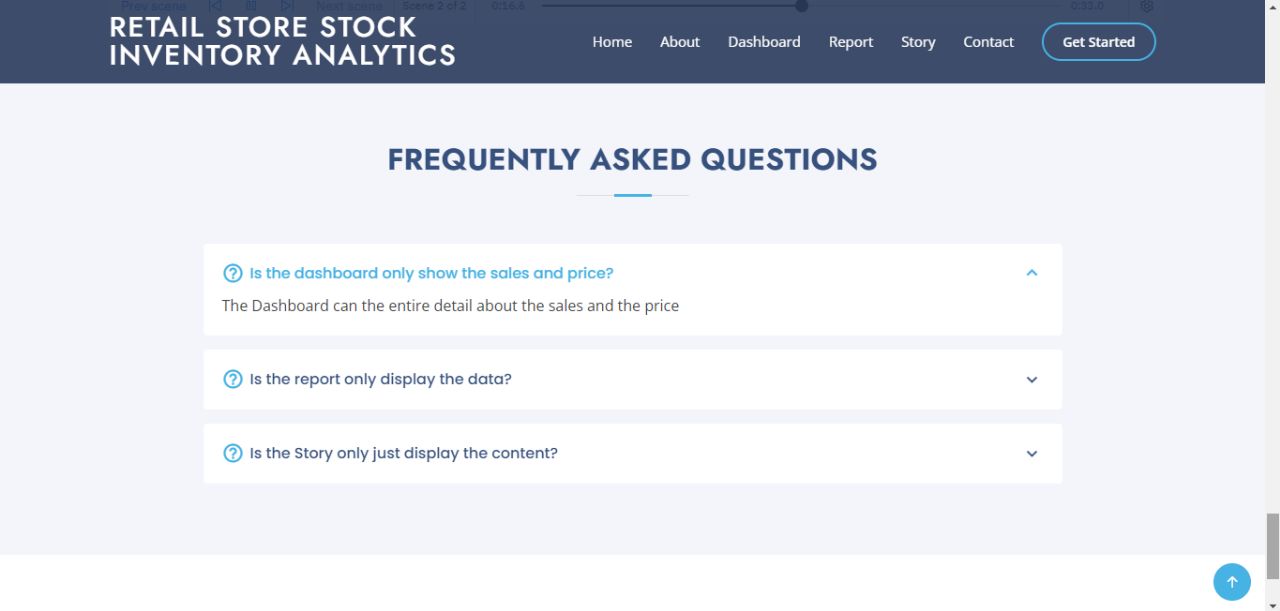 Prev scene Next scene Scene 2 of 2 0:16.6 0:33.0
RETAIL STORE STOCK
INVENTORY ANALYTICS
Home About Dashboard Report Story Contact Get Started
FREQUENTLY ASKED QUESTIONS
Is the dashboard only show the sales and price?
The Dashboard can the entire detail about the sales and the price
Is the report only display the data?
Is the Story only just display the content?